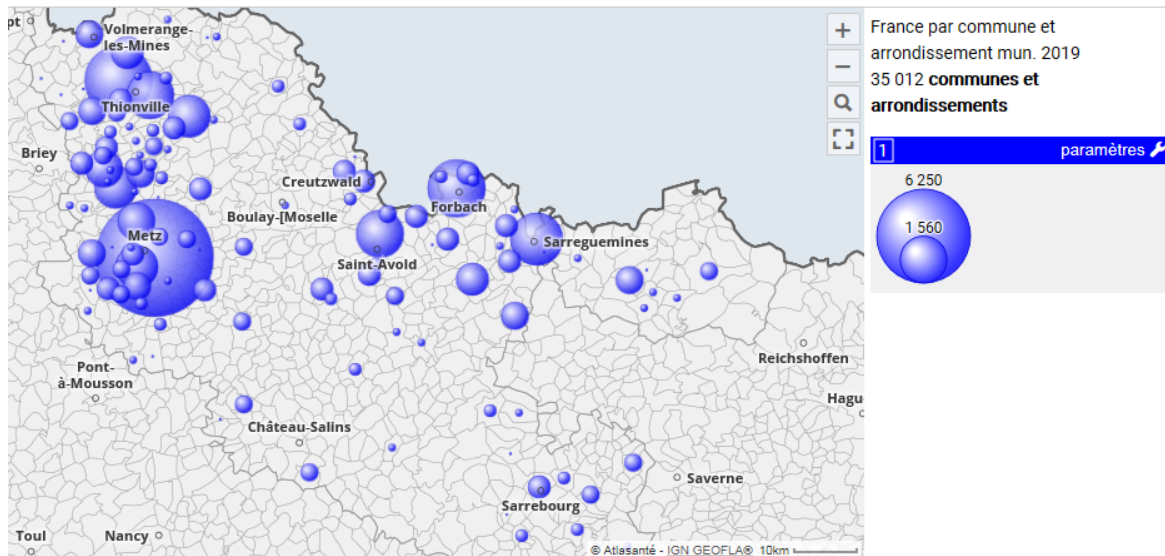 pt
Volmerange-
les-Mines
Thionville
Briey
Creutzwald
Boulay-[Moselle
Forbach
Metz
Sarreguemines
Saint-Avold
Reichshoffen
Pont-
à-Mousson
Hague
Château-Salins
Saverne
Sarrebourg
Toul
Nancy
© Atlasanté - IGN GEOFLA® 10km
+
−
France par commune et
arrondissement mun. 2019
35 012 communes et
arrondissements
1 paramètres
6 250
1 560